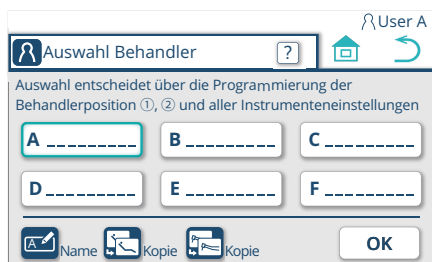 User A
Auswahl Behandler ?
Auswahl entscheidet über die Programmierung der
Behandlerposition ①, ② und aller Instrumenteneinstellungen
A _________ B _________ C _________
D _________ E _________ F _________
A Name Kopie Kopie OK